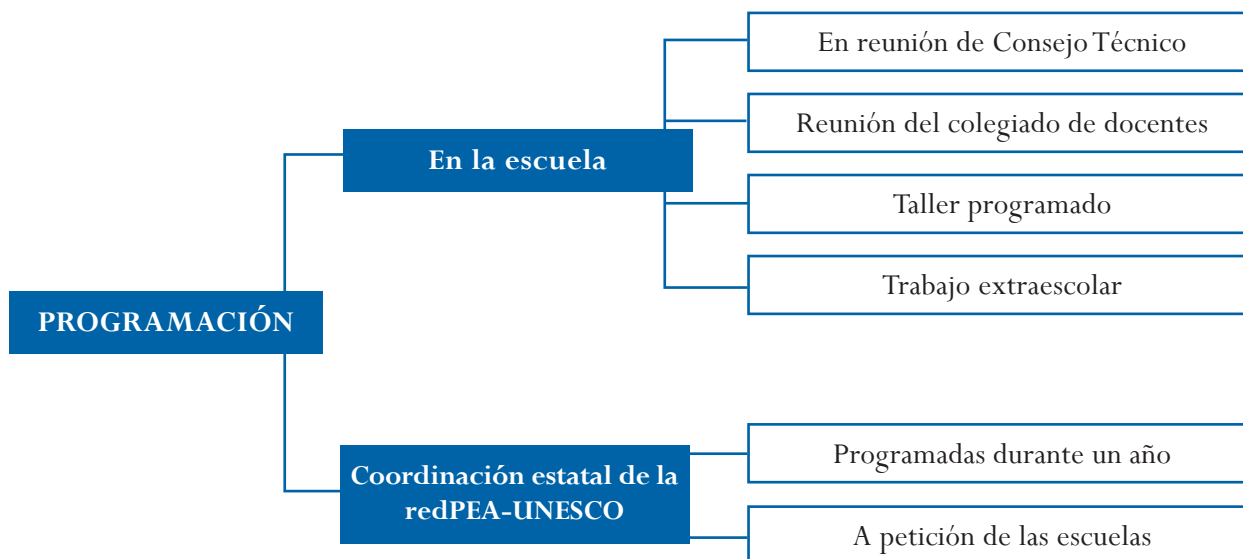 PROGRAMACIÓN
En la escuela
En reunión de Consejo Técnico
Reunión del colegiado de docentes
Taller programado
Trabajo extraescolar
Coordinación estatal de la
redPEA-UNESCO
Programadas durante un año
A petición de las escuelas